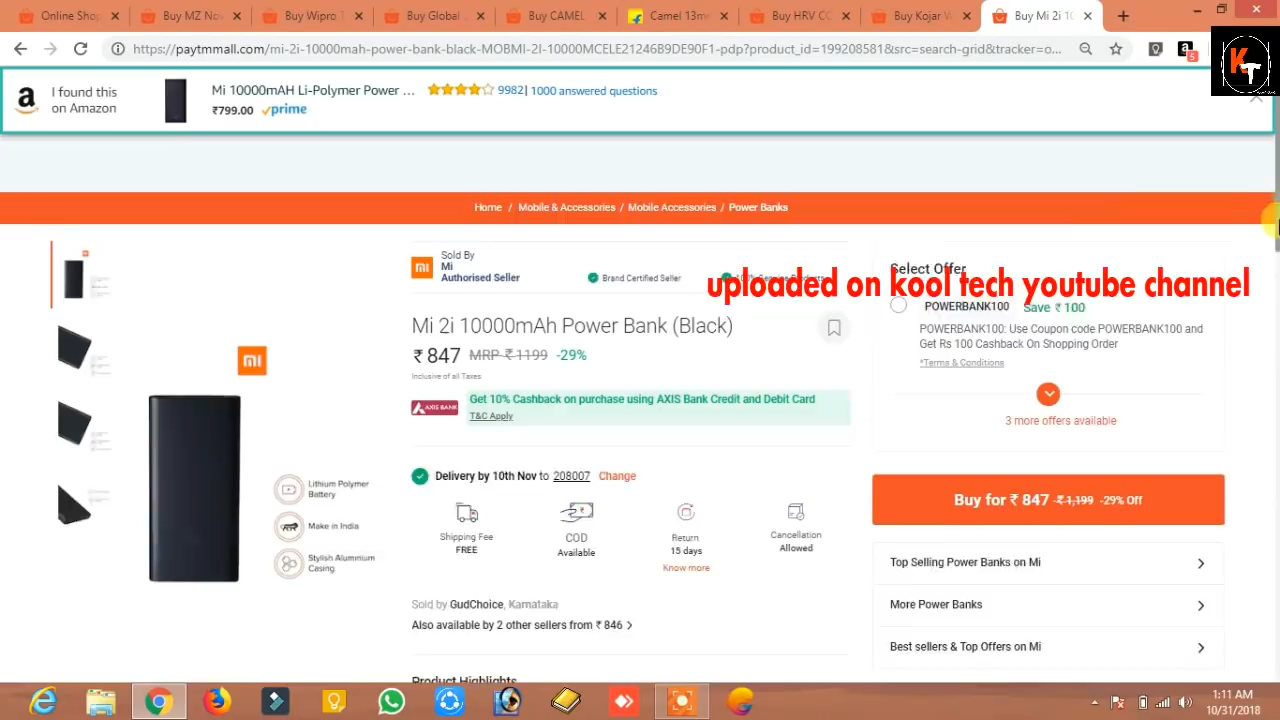 Online Shop
Buy MZ Nov
Buy Wipro T
Buy Global
Buy CAMEL
Camel 13m
Buy HRV CO
Buy Kojar W
Buy Mi 2i 10
https://paytmmall.com/mi-2i-10000mah-power-bank-black-MOBMI-2I-10000MCELE21246B9DE90F1-pdp?product_id=199208581&src=search-grid&tracker=o...
5
KT
a
I found this
on Amazon
Mi 10000mAH Li-Polymer Power ...
9982 | 1000 answered questions
₹799.00 prime
Home / Mobile & Accessories / Mobile Accessories / Power Banks
mi
Sold By
Mi
Authorised Seller
Brand Certified Seller
Select Offer
uploaded on kool tech youtube channel
POWERBANK100 Save ₹ 100
POWERBANK100: Use Coupon code POWERBANK100 and
Get Rs 100 Cashback On Shopping Order
*Terms & Conditions
3 more offers available
Mi 2i 10000mAh Power Bank (Black)
₹ 847 MRP ₹ 1199 -29%
Inclusive of all Taxes
AXIS BANK
Get 10% Cashback on purchase using AXIS Bank Credit and Debit Card
T&C Apply
mi
Lithium Polymer
Battery
Make in India
Stylish Aluminium
Casing
Delivery by 10th Nov to 208007 Change
Shipping Fee
FREE
COD
Available
Return
15 days
Know more
Cancellation
Allowed
Buy for ₹ 847 ₹ 1,199 -29% Off
Top Selling Power Banks on Mi
More Power Banks
Best sellers & Top Offers on Mi
Sold by GudChoice, Karnataka
Also available by 2 other sellers from ₹ 846
Product Highlights
1:11 AM
10/31/2018